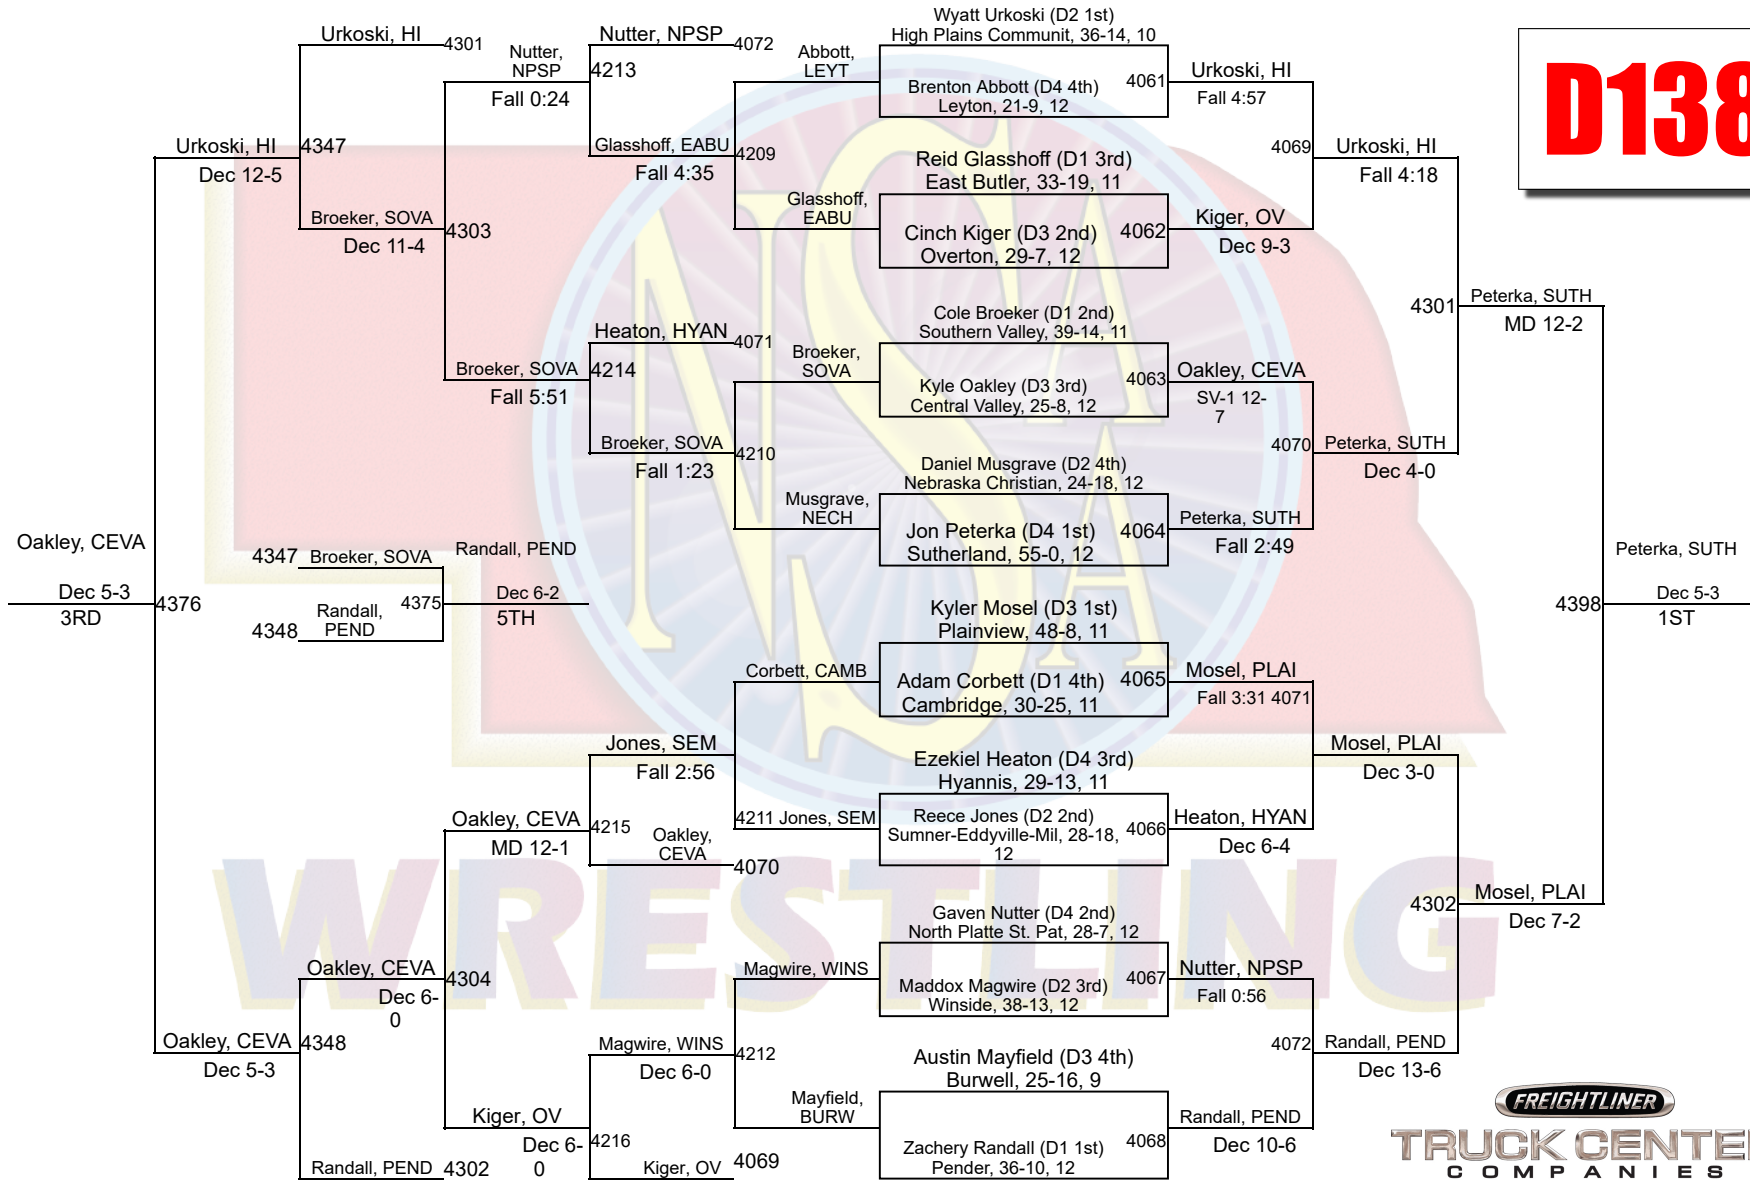 Wyatt Urkoski (D2 1st)
High Plains Communit, 36-14, 10
Brenton Abbott (D4 4th)
Leyton, 21-9, 12
4061
Reid Glasshoff (D1 3rd)
East Butler, 33-19, 11
Cinch Kiger (D3 2nd)
Overton, 29-7, 12
4062
Cole Broeker (D1 2nd)
Southern Valley, 39-14, 11
Kyle Oakley (D3 3rd)
Central Valley, 25-8, 12
4063
Daniel Musgrave (D2 4th)
Nebraska Christian, 24-18, 12
Jon Peterka (D4 1st)
Sutherland, 55-0, 12
4064
Kyler Mosel (D3 1st)
Plainview, 48-8, 11
Adam Corbett (D1 4th)
Cambridge, 30-25, 11
4065
Ezekiel Heaton (D4 3rd)
Hyannis, 29-13, 11
Reece Jones (D2 2nd)
Sumner-Eddyville-Mil, 28-18,
12
4066
Gaven Nutter (D4 2nd)
North Platte St. Pat, 28-7, 12
Maddox Magwire (D2 3rd)
Winside, 38-13, 12
4067
Austin Mayfield (D3 4th)
Burwell, 25-16, 9
Zachery Randall (D1 1st)
Pender, 36-10, 12
4068
Urkoski, HI
Fall 4:57
Kiger, OV
Dec 9-3
Oakley, CEVA
SV-1 12-
7
Peterka, SUTH
Fall 2:49
Mosel, PLAI
Fall 3:31 4071
Heaton, HYAN
Dec 6-4
Nutter, NPSP
Fall 0:56
Randall, PEND
Dec 10-6
4069
Urkoski, HI
Fall 4:18
4070
Peterka, SUTH
Dec 4-0
Mosel, PLAI
Dec 3-0
4072
Randall, PEND
Dec 13-6
4301
Peterka, SUTH
MD 12-2
4302
Mosel, PLAI
Dec 7-2
4398
Peterka, SUTH
Dec 5-3
1ST
Abbott,
LEYT
Glasshoff,
EABU
Broeker,
SOVA
Musgrave,
NECH
Corbett, CAMB
4211 Jones, SEM
Magwire, WINS
Mayfield,
BURW
Nutter, NPSP
4072
Glasshoff, EABU
4209
Fall 4:35
Heaton, HYAN
4071
Broeker, SOVA
4210
Fall 1:23
Jones, SEM
Fall 2:56
Oakley,
CEVA
4070
Magwire, WINS
4212
Dec 6-0
Kiger, OV
4069
Nutter,
NPSP
4213
Fall 0:24
Broeker, SOVA
4214
Fall 5:51
Oakley, CEVA
4215
MD 12-1
Kiger, OV
4216
Dec 6-
0
Urkoski, HI
4301
Broeker, SOVA
4303
Dec 11-4
Oakley, CEVA
4304
Dec 6-
0
Randall, PEND
4302
Urkoski, HI
4347
Dec 12-5
Oakley, CEVA
4348
Dec 5-3
Oakley, CEVA
Dec 5-3
4376
3RD
4347
Broeker, SOVA
4348
Randall,
PEND
4375
Randall, PEND
Dec 6-2
5TH
D138
NSAA
WRESTLING
FREIGHTLINER
TRUCK CENTE
COMPANIES